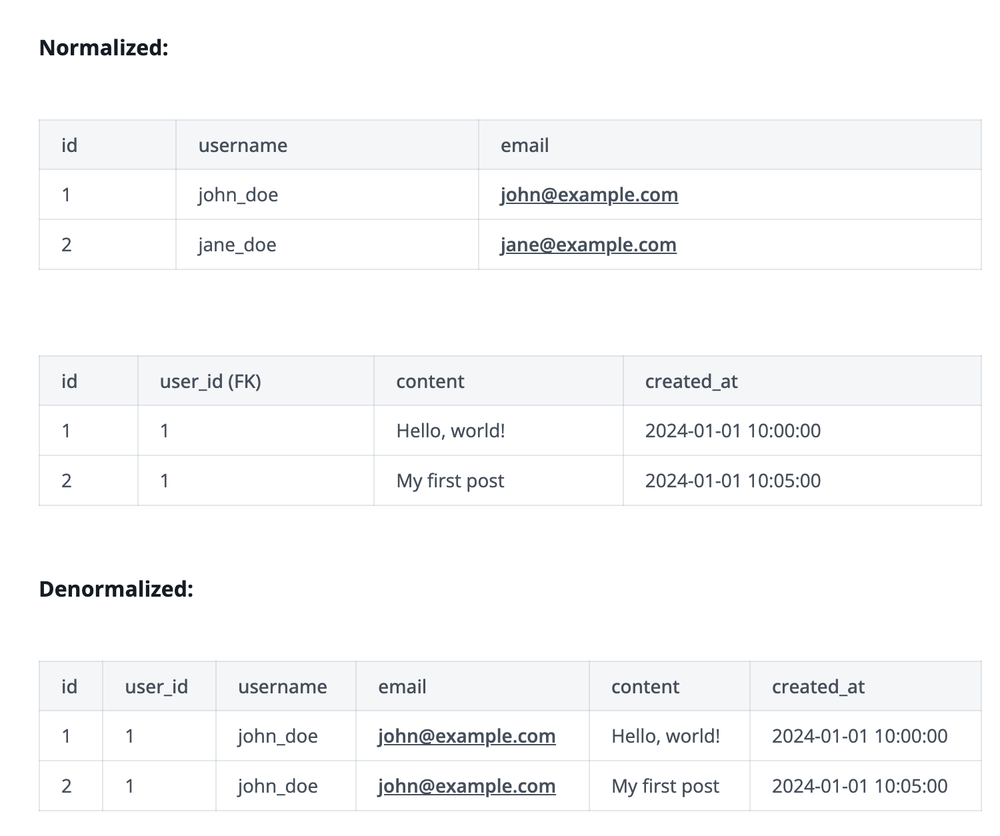 Normalized:
id username email
1 john_doe john@example.com
2 jane_doe jane@example.com
id user_id (FK) content created_at
1 1 Hello, world! 2024-01-01 10:00:00
2 1 My first post 2024-01-01 10:05:00
Denormalized:
id user_id username email content created_at
1 1 john_doe john@example.com Hello, world! 2024-01-01 10:00:00
2 1 john_doe john@example.com My first post 2024-01-01 10:05:00